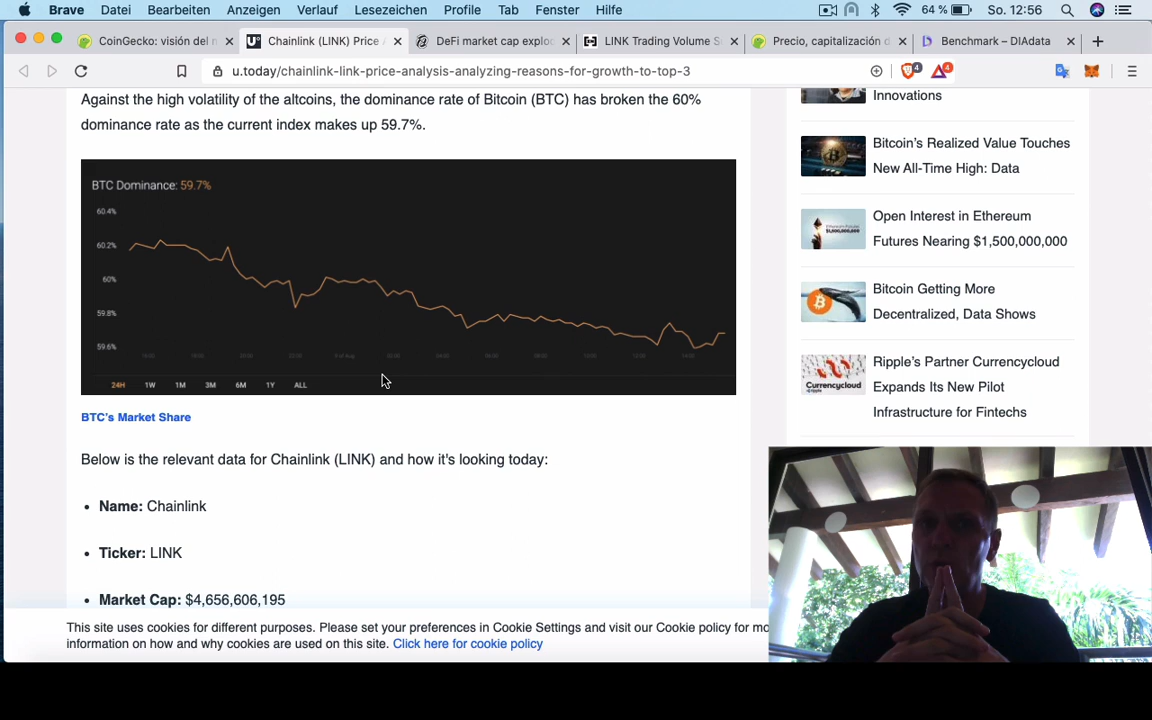 Brave Datei Bearbeiten Anzeigen Verlauf Lesezeichen Profile Tab Fenster Hilfe 64 % So. 12:56
CoinGecko: visión del Chainlink (LINK) Price DeFi market cap explo LINK Trading Volume S Precio, capitalización Benchmark – DIAdata
u.today/chainlink-link-price-analysis-analyzing-reasons-for-growth-to-top-3 4 4
Against the high volatility of the altcoins, the dominance rate of Bitcoin (BTC) has broken the 60%
dominance rate as the current index makes up 59.7%.
BTC Dominance: 59.7%
60.4%
60.2%
60%
59.8%
59.6%
24H 1W 1M 3M 6M 1Y ALL
BTC's Market Share
Below is the relevant data for Chainlink (LINK) and how it's looking today:
• Name: Chainlink
• Ticker: LINK
• Market Cap: $4,656,606,195
Innovations
Bitcoin's Realized Value Touches
New All-Time High: Data
Open Interest in Ethereum
Futures Nearing $1,500,000,000
Bitcoin Getting More
Decentralized, Data Shows
Ripple's Partner Currencycloud
Expands Its New Pilot
Infrastructure for Fintechs
Currencycloud
This site uses cookies for different purposes. Please set your preferences in Cookie Settings and visit our Cookie policy for mo
information on how and why cookies are used on this site. Click here for cookie policy